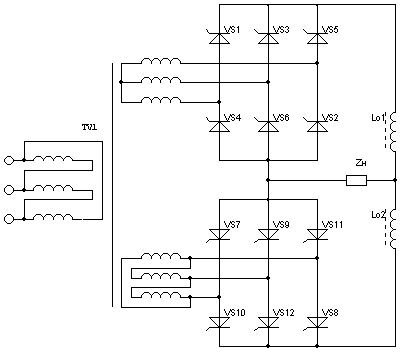 VS1 VS3 VS5
VS4 VS6 VS2
Lo1
TV1
Zн
Lo2
VS7 VS9 VS11
VS10 VS12 VS8